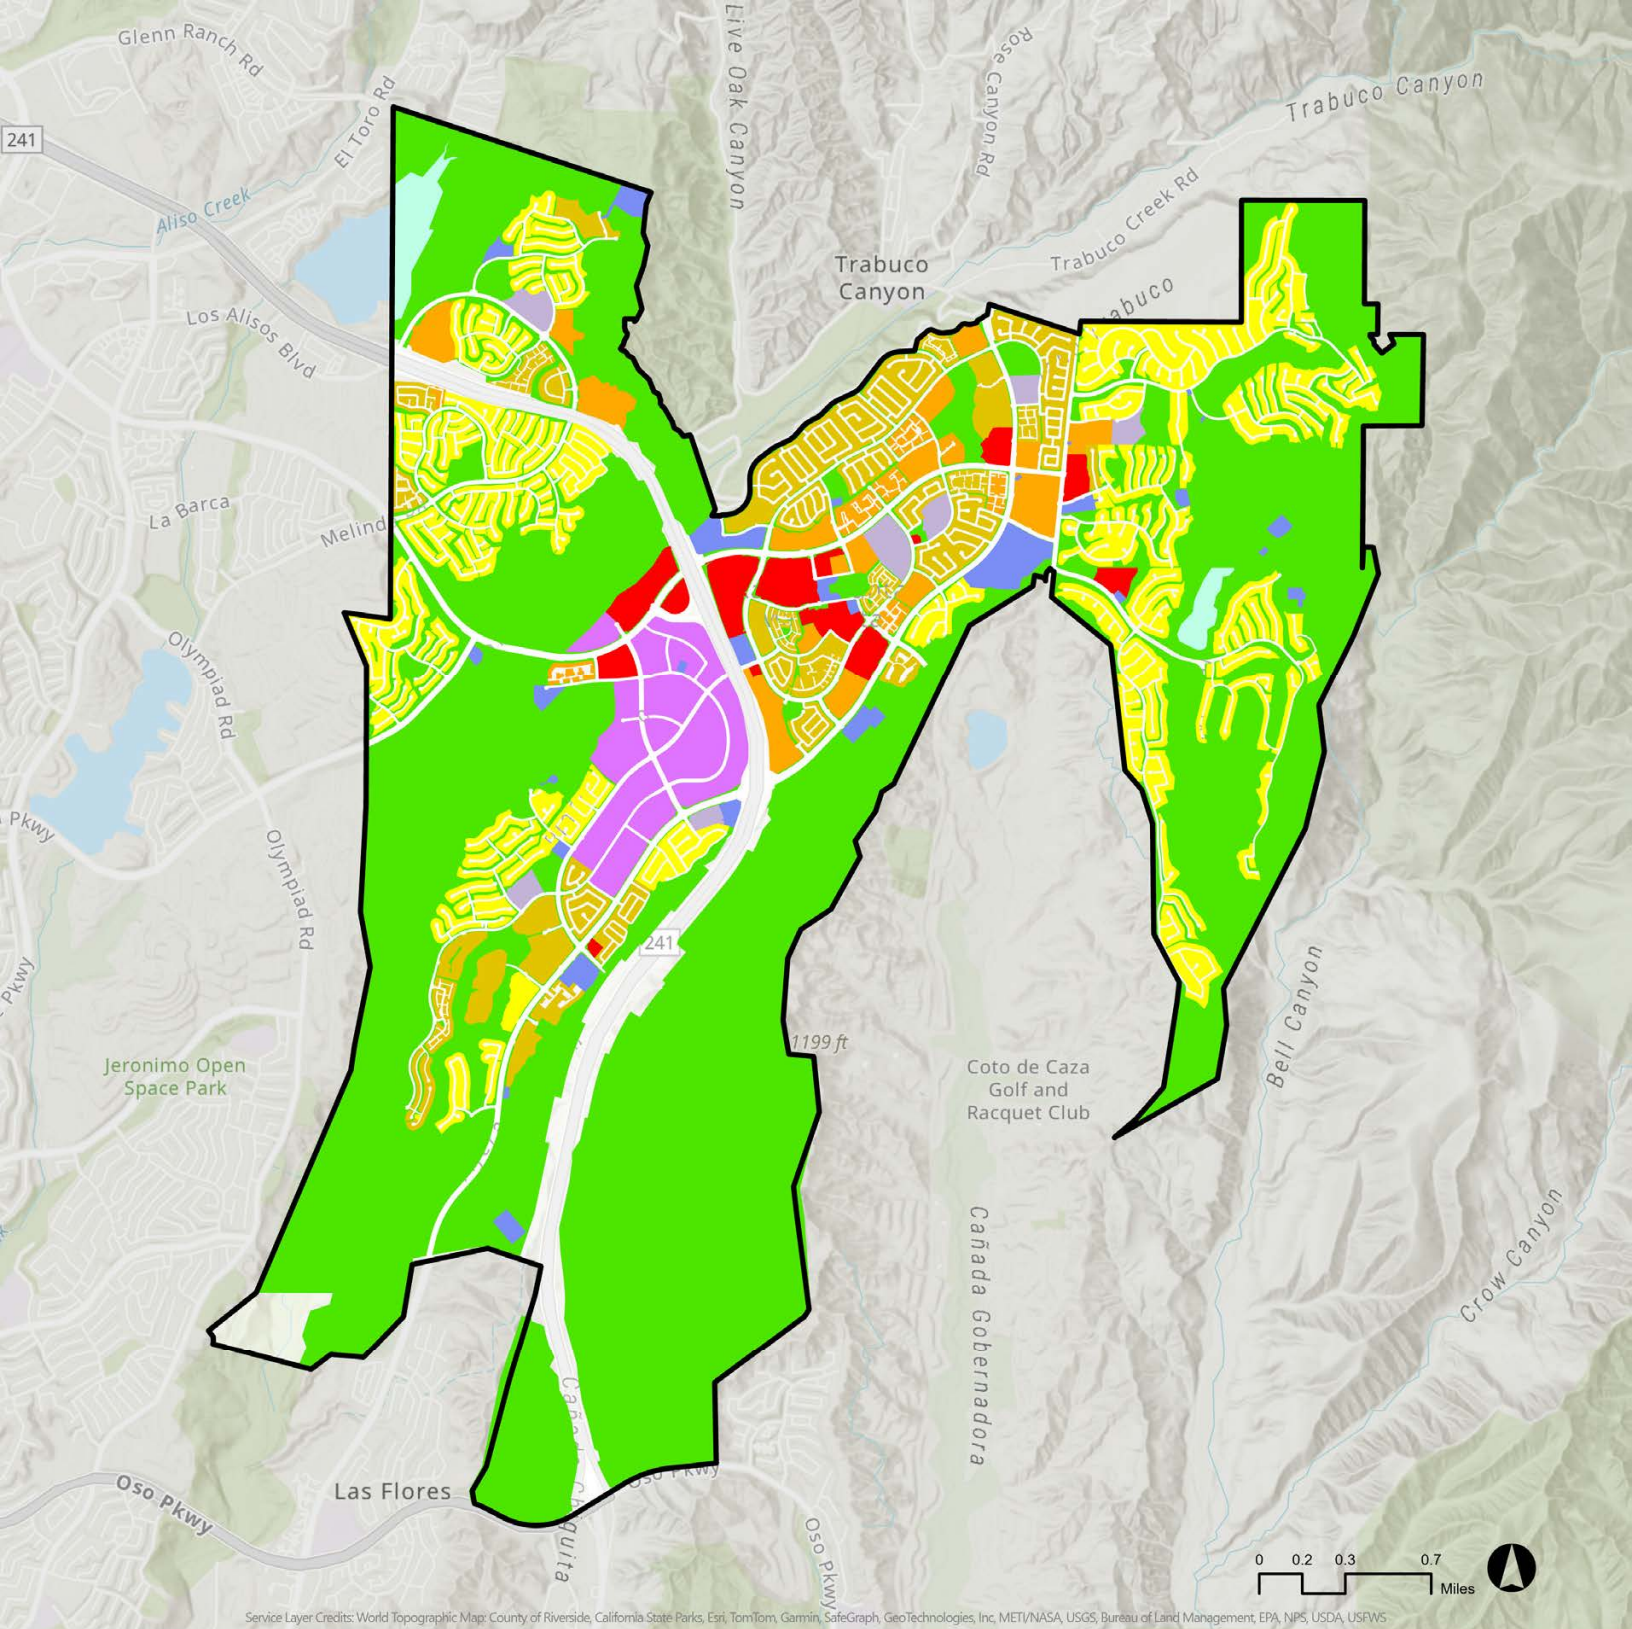 Glenn Ranch Rd
El Toro Rd
Live Oak Canyon
Rose Canyon Rd
Trabuco Canyon
241
Aliso Creek
Trabuco Creek Rd
Trabuco
Canyon
abuco
Los Alisos Blvd
La Barca
Melind
Olympiad Rd
Pkwy
Olympiad Rd
241
Pkwy
Bell Canyon
1199 ft
Jeronimo Open
Space Park
Coto de Caza
Golf and
Racquet Club
Cañada Gobernadora
Crow Canyon
Oso Pkwy
Las Flores
Oso Pkwy
Oso Pkwy
0 0.2 0.3 0.7
Miles
Service Layer Credits: World Topographic Map: County of Riverside, California State Parks, Esri, TomTom, Garmin, SafeGraph, GeoTechnologies, Inc, METI/NASA, USGS, Bureau of Land Management, EPA, NPS, USDA, USFWS